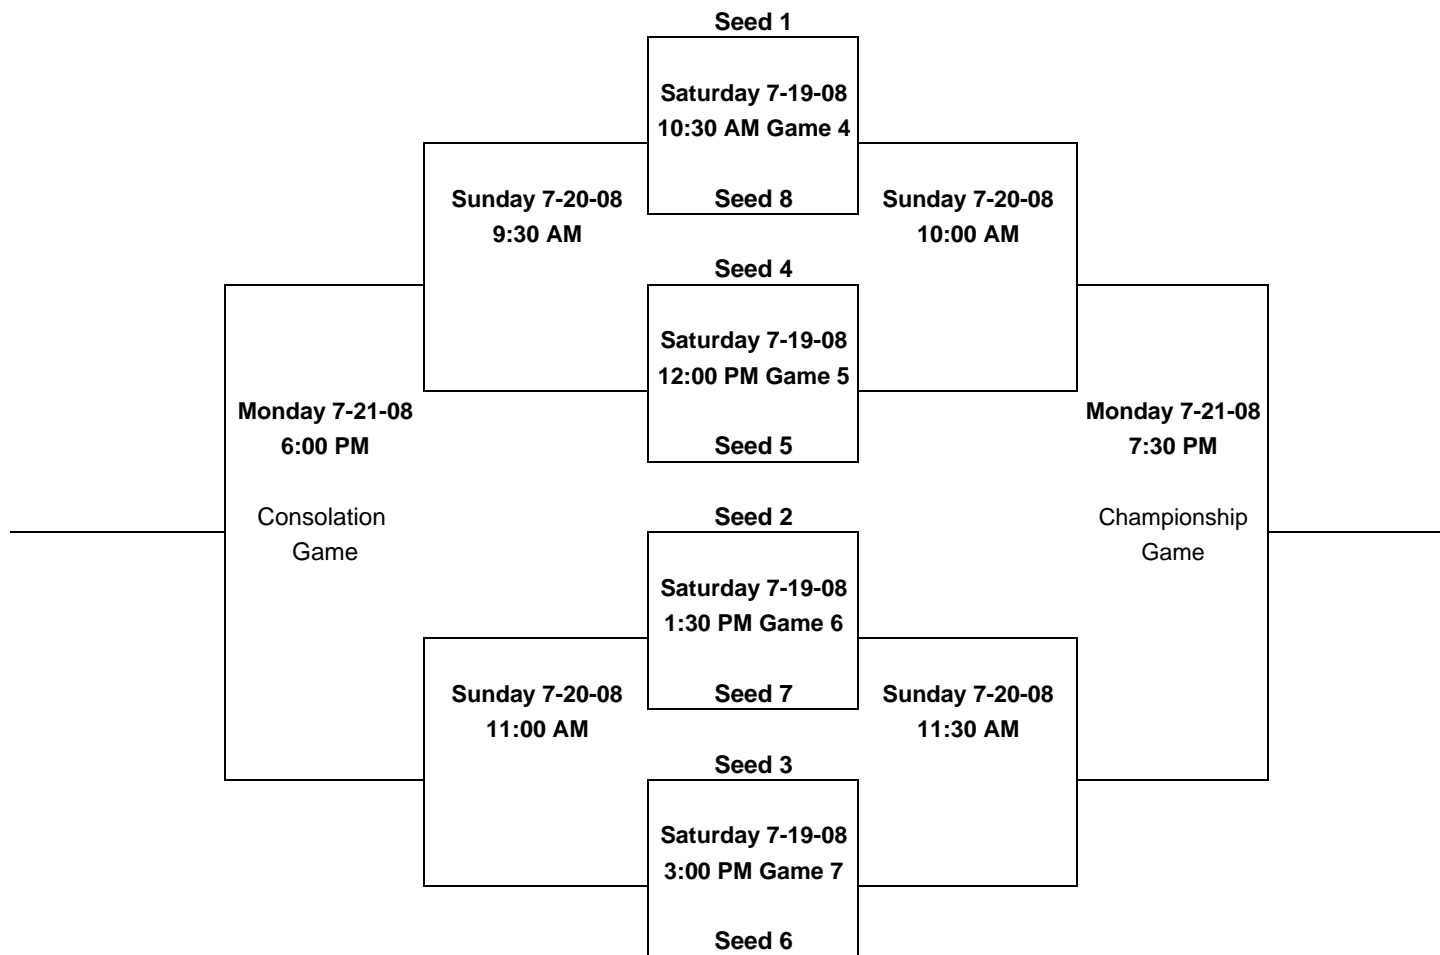 Seed 1
Saturday 7-19-08
10:30 AM Game 4
Sunday 7-20-08
9:30 AM
Seed 8
Sunday 7-20-08
10:00 AM
Seed 4
Saturday 7-19-08
12:00 PM Game 5
Monday 7-21-08
6:00 PM
Seed 5
Monday 7-21-08
7:30 PM
Consolation
Game
Seed 2
Championship
Game
Saturday 7-19-08
1:30 PM Game 6
Sunday 7-20-08
11:00 AM
Seed 7
Sunday 7-20-08
11:30 AM
Seed 3
Saturday 7-19-08
3:00 PM Game 7
Seed 6